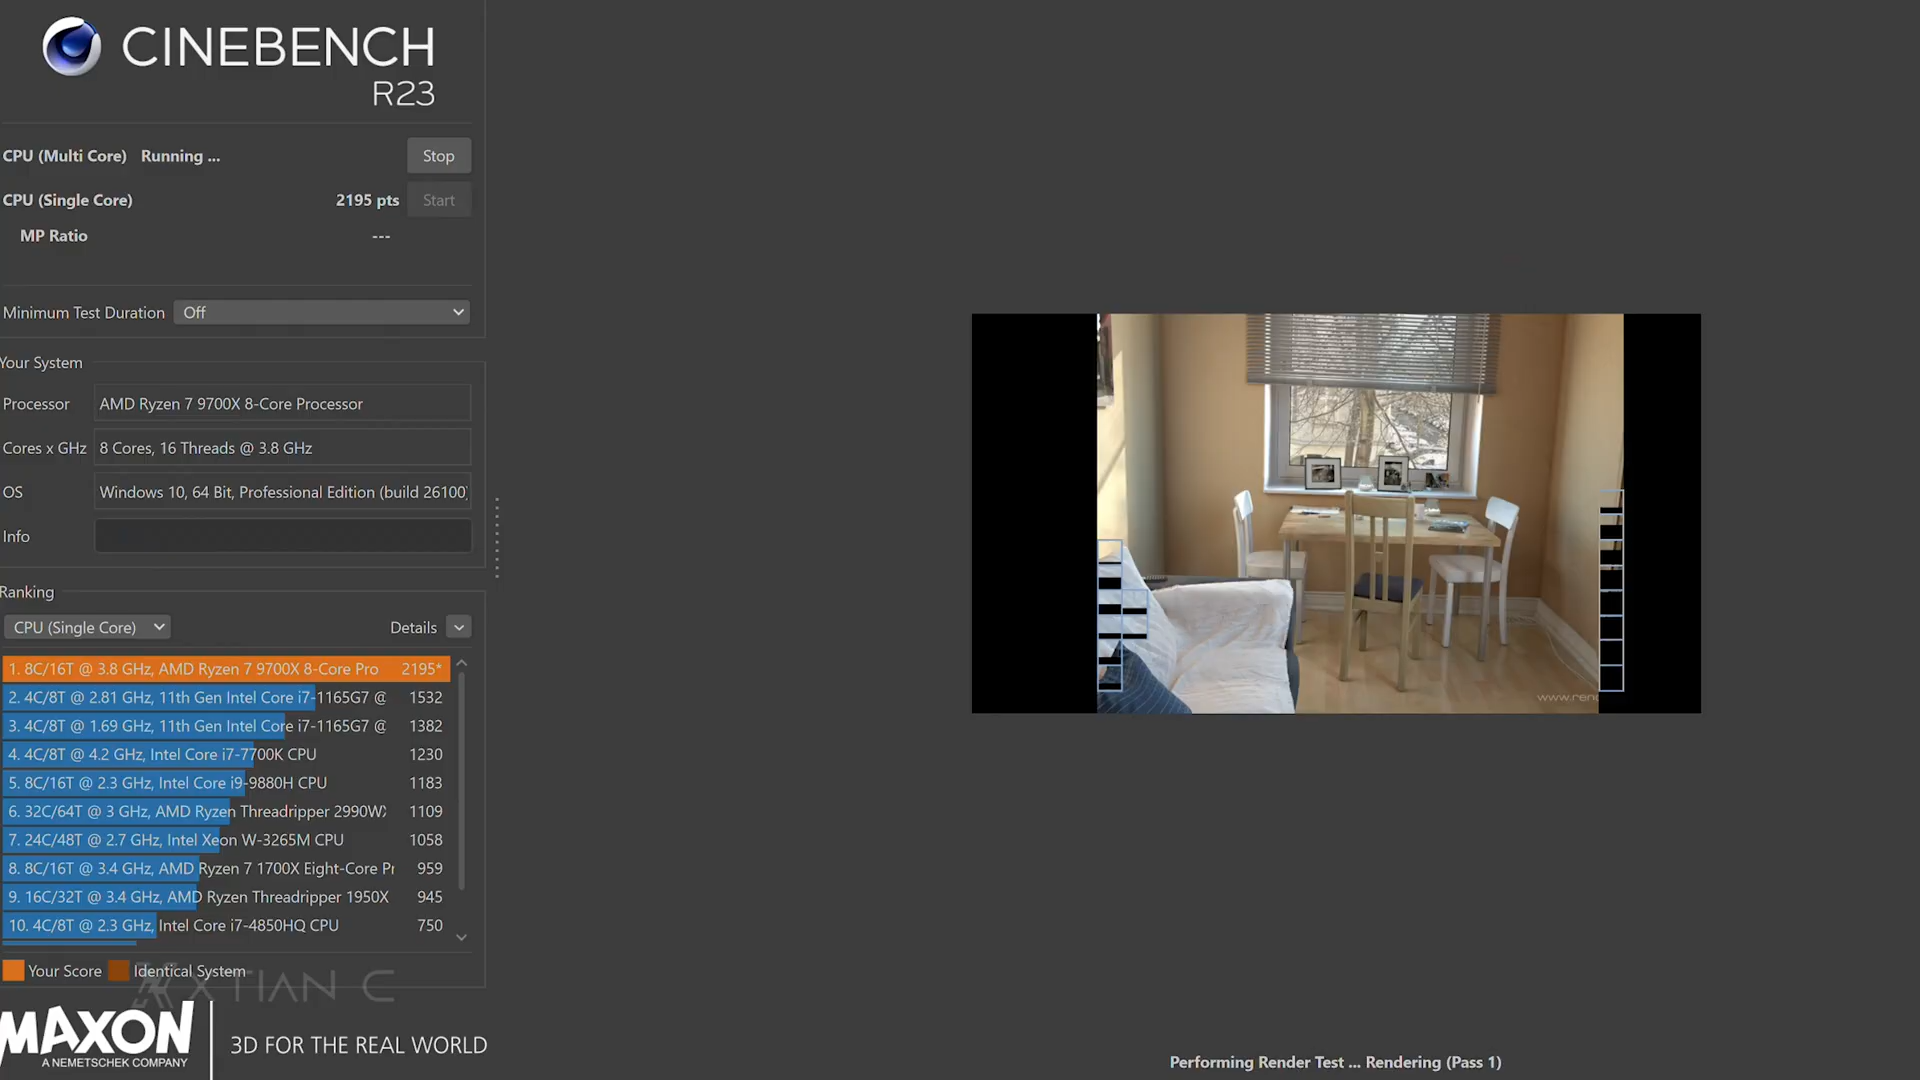 CINEBENCH
R23
CPU (Multi Core) Running ... Stop
CPU (Single Core) 2195 pts Start
MP Ratio ---
Minimum Test Duration Off
Your System
Processor AMD Ryzen 7 9700X 8-Core Processor
Cores x GHz 8 Cores, 16 Threads @ 3.8 GHz
OS Windows 10, 64 Bit, Professional Edition (build 26100)
Info
Ranking
CPU (Single Core) Details
1. 8C/16T @ 3.8 GHz, AMD Ryzen 7 9700X 8-Core Pro 2195*
2. 4C/8T @ 2.81 GHz, 11th Gen Intel Core i7-1165G7 @ 1532
3. 4C/8T @ 1.69 GHz, 11th Gen Intel Core i7-1165G7 @ 1382
4. 4C/8T @ 4.2 GHz, Intel Core i7-7700K CPU 1230
5. 8C/16T @ 2.3 GHz, Intel Core i9-9880H CPU 1183
6. 32C/64T @ 3 GHz, AMD Ryzen Threadripper 2990WX 1109
7. 24C/48T @ 2.7 GHz, Intel Xeon W-3265M CPU 1058
8. 8C/16T @ 3.4 GHz, AMD Ryzen 7 1700X Eight-Core Pr 959
9. 16C/32T @ 3.4 GHz, AMD Ryzen Threadripper 1950X 945
10. 4C/8T @ 2.3 GHz, Intel Core i7-4850HQ CPU 750
Your Score Identical System
XTIAN C
MAXON
A NEMETSCHEK COMPANY
3D FOR THE REAL WORLD
www.ren
Performing Render Test ... Rendering (Pass 1)